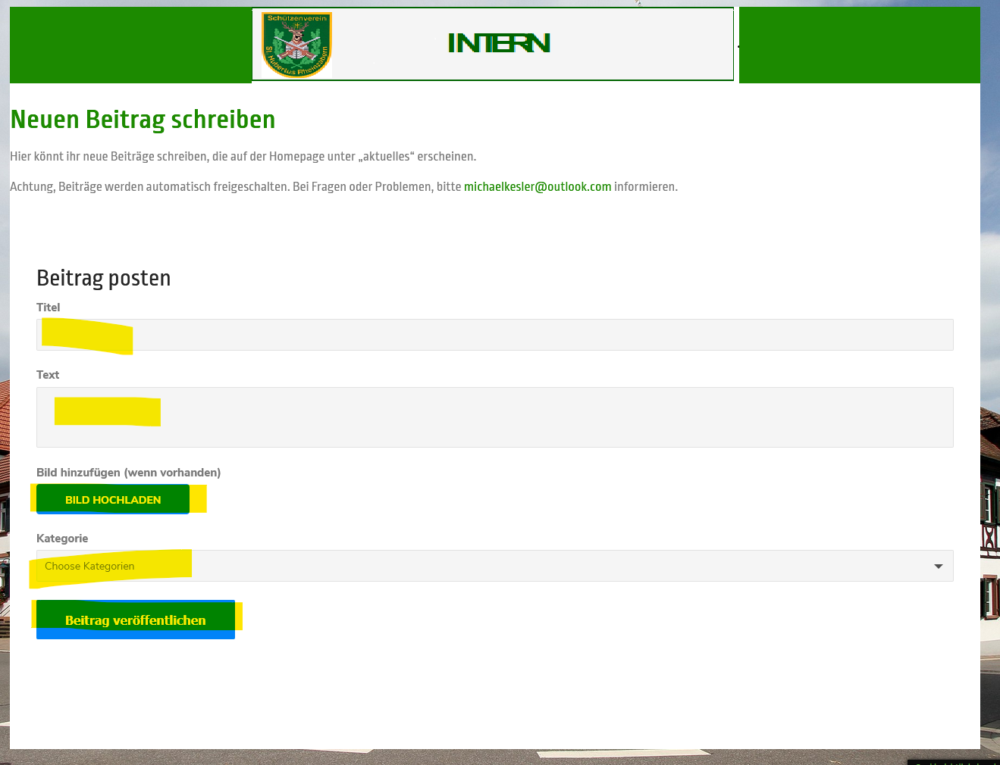 Schützenverein
St. Hubertus Rheinzabern
INTERN
Neuen Beitrag schreiben
Hier könnt ihr neue Beiträge schreiben, die auf der Homepage unter „aktuelles“ erscheinen.
Achtung, Beiträge werden automatisch freigeschalten. Bei Fragen oder Problemen, bitte michaelkesler@outlook.com informieren.
Beitrag posten
Titel
Text
Bild hinzufügen (wenn vorhanden)
BILD HOCHLADEN
Kategorie
Choose Kategorien
Beitrag veröffentlichen